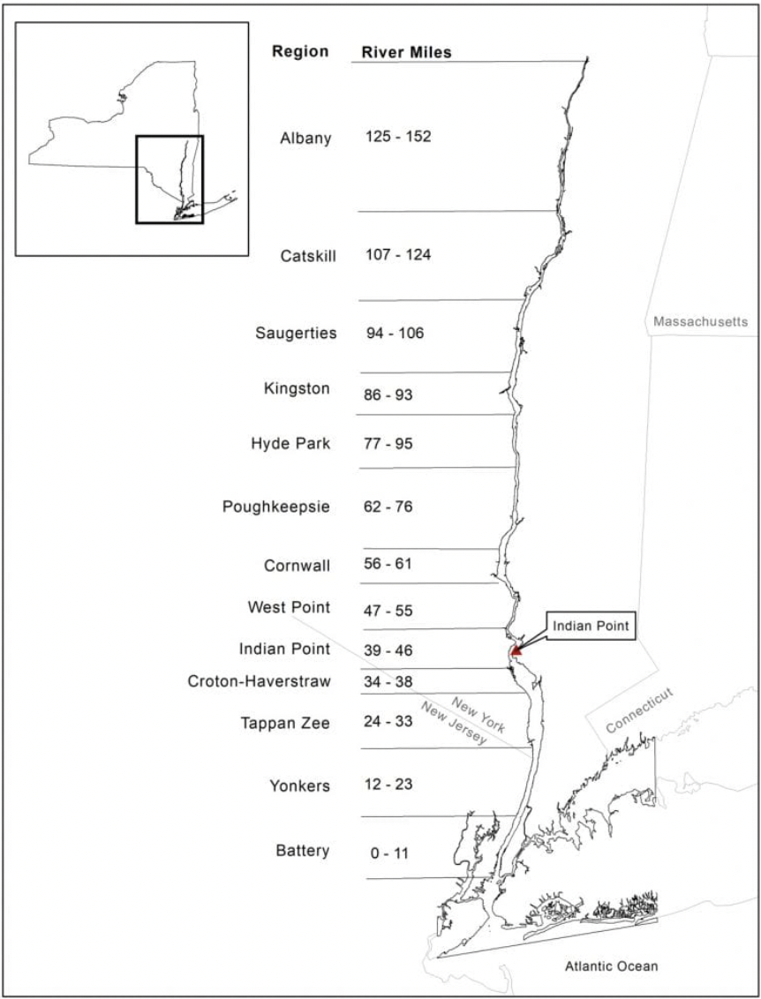 Region River Miles
Albany 125 - 152
Catskill 107 - 124
Massachusetts
Saugerties 94 - 106
Kingston 86 - 93
Hyde Park 77 - 95
Poughkeepsie 62 - 76
Cornwall 56 - 61
West Point 47 - 55
Indian Point
Indian Point 39 - 46
Croton-Haverstraw 34 - 38
New York
New Jersey
Connecticut
Tappan Zee 24 - 33
Yonkers 12 - 23
Battery 0 - 11
Atlantic Ocean